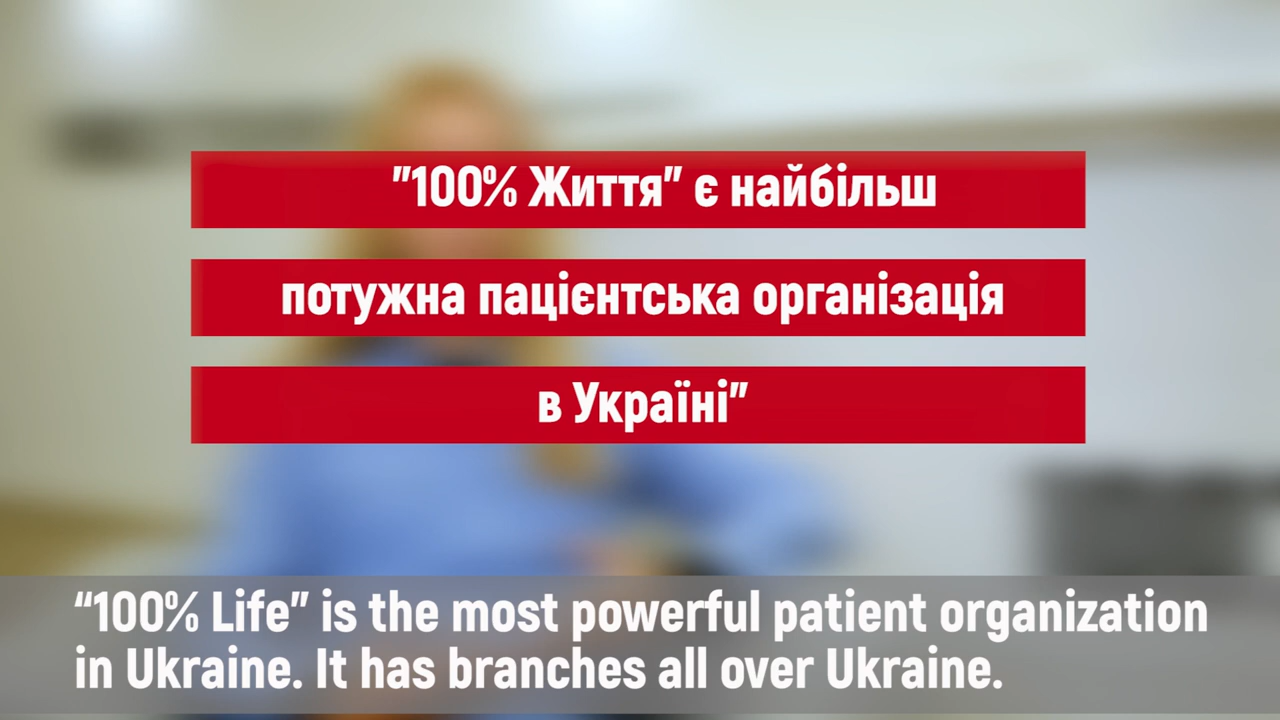 "100% Життя" є найбільш
потужна пацієнтська організація
в Україні"
“100% Life” is the most powerful patient organization
in Ukraine. It has branches all over Ukraine.